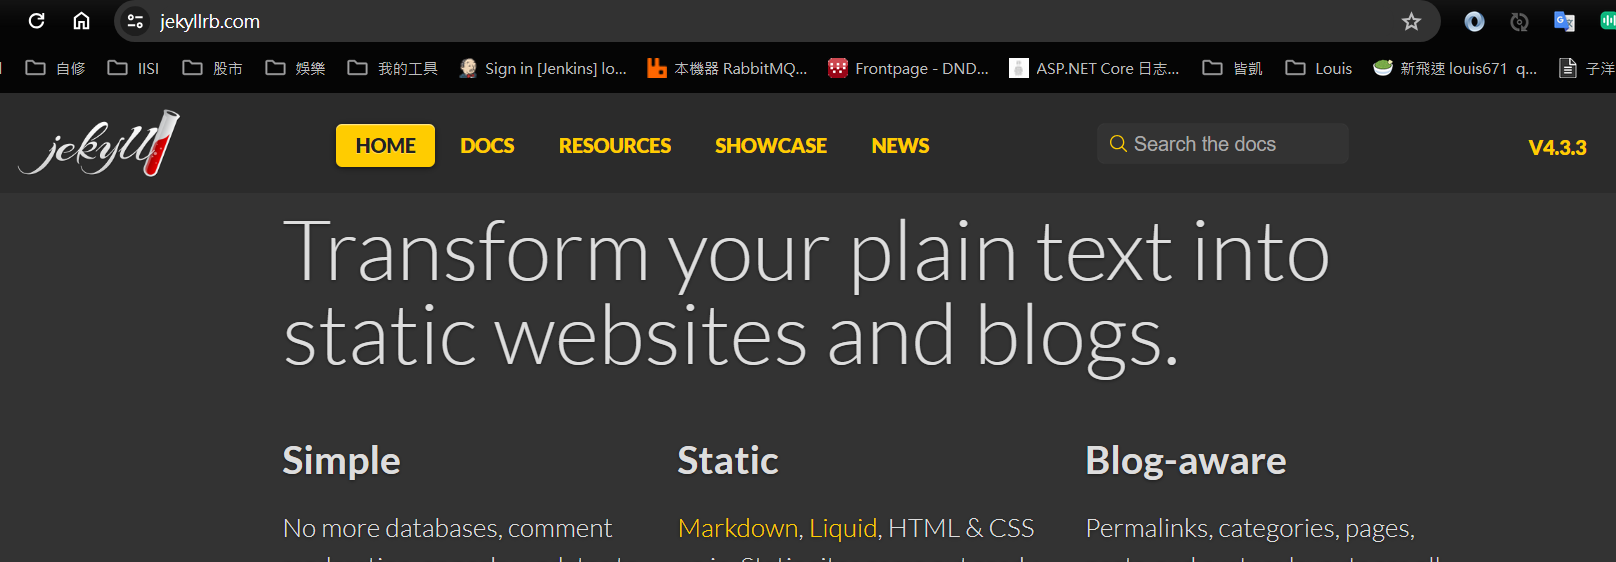 jekyllrb.com
自修 IISI 股市 娛樂 我的工具 Sign in [Jenkins] lo... 本機器 RabbitMQ... Frontpage - DND... ASP.NET Core 日志... 皆凱 Louis 新飛速 louis671 q... 子洋
jekyll HOME DOCS RESOURCES SHOWCASE NEWS Search the docs V4.3.3
Transform your plain text into
static websites and blogs.
Simple Static Blog-aware
No more databases, comment Markdown, Liquid, HTML & CSS Permalinks, categories, pages,